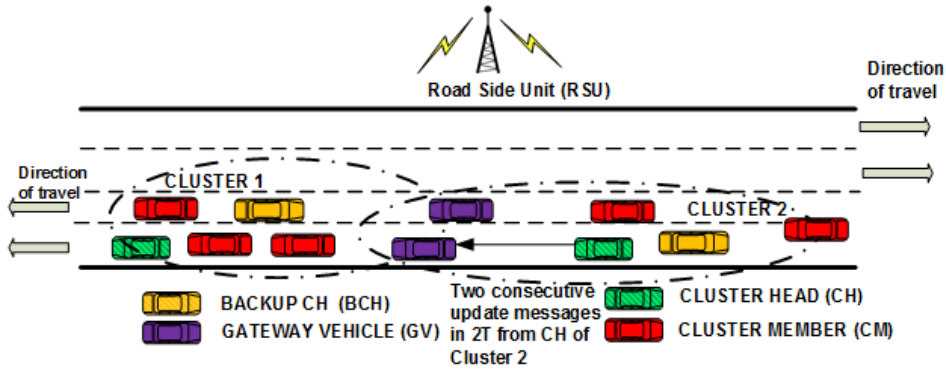 Road Side Unit (RSU)
Direction
of travel
Direction
of travel
CLUSTER 1
CLUSTER 2
BACKUP CH (BCH)
GATEWAY VEHICLE (GV)
Two consecutive
update messages
in 2T from CH of
Cluster 2
CLUSTER HEAD (CH)
CLUSTER MEMBER (CM)